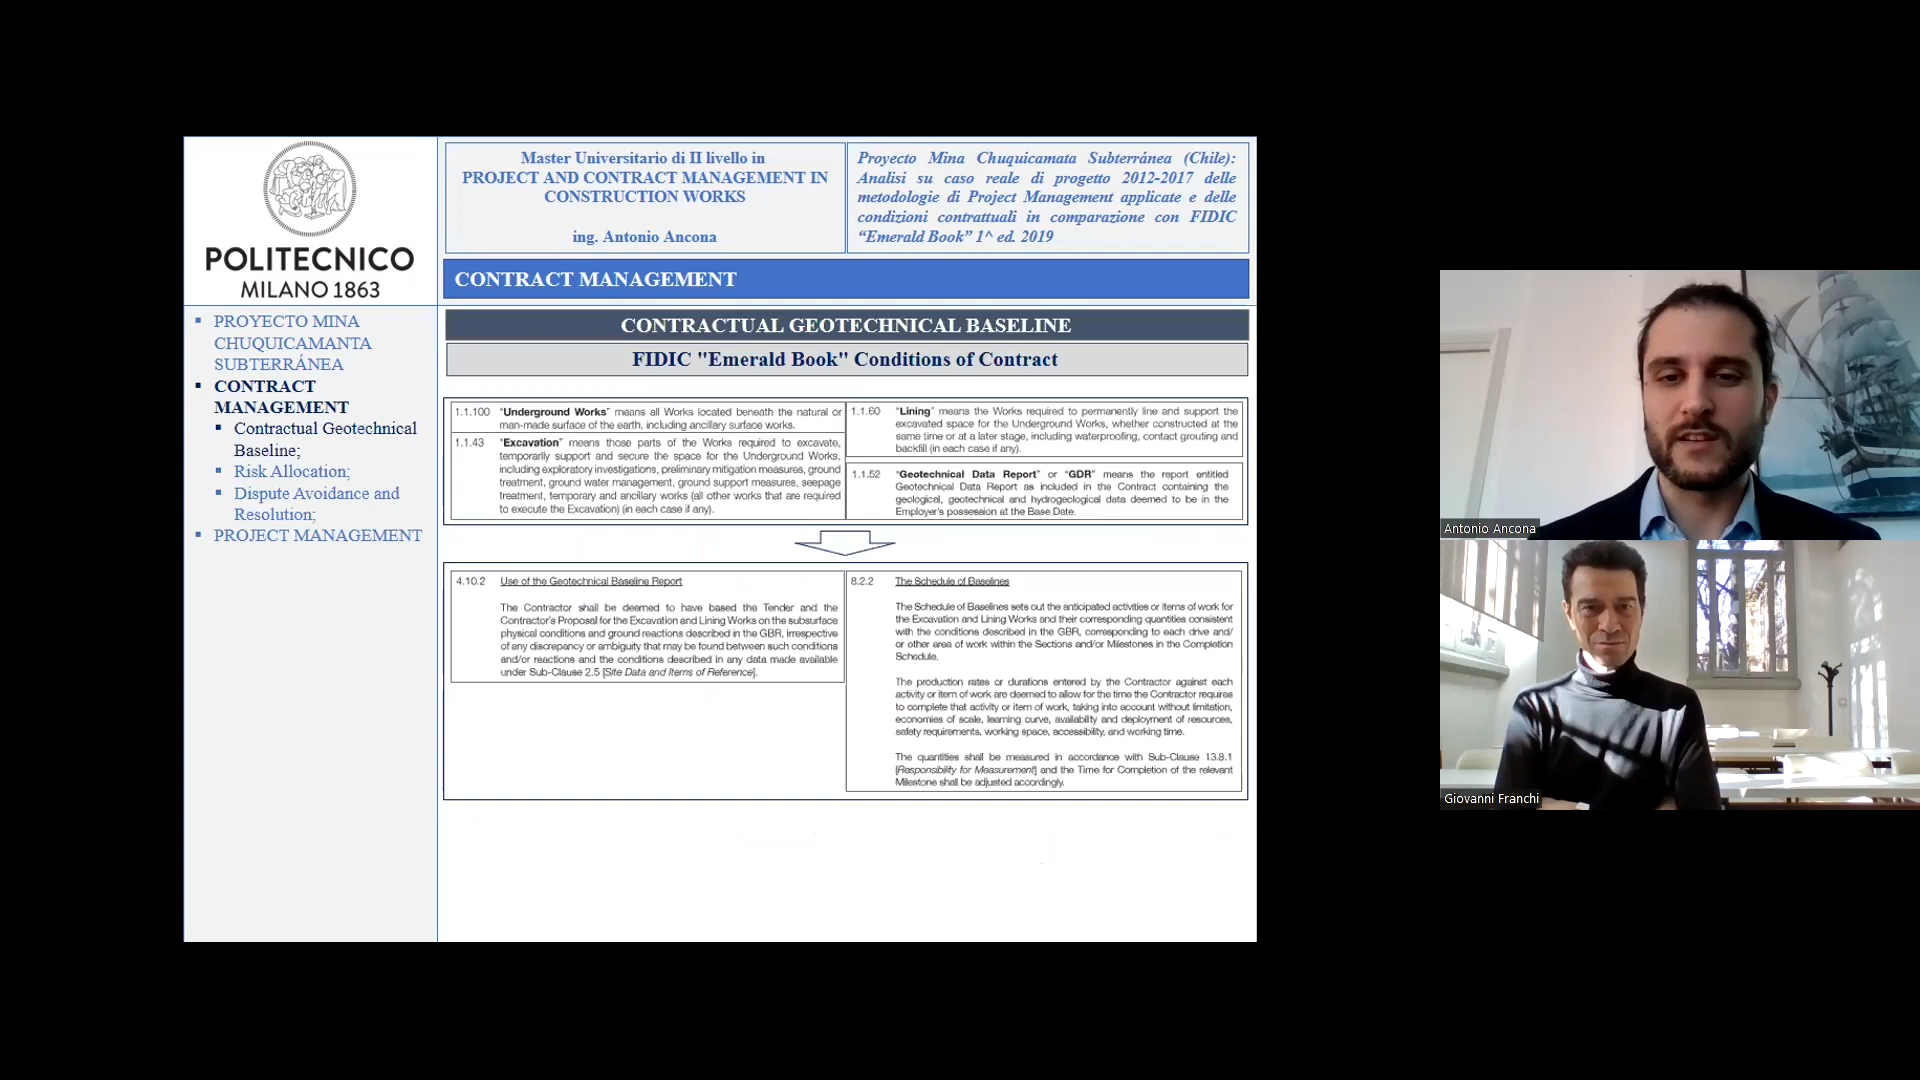 POLITECNICO
MILANO 1863
Master Universitario di II livello in
PROJECT AND CONTRACT MANAGEMENT IN
CONSTRUCTION WORKS
ing. Antonio Ancona
Proyecto Mina Chuquicamata Subterránea (Chile):
Analisi su caso reale di progetto 2012-2017 delle
metodologie di Project Management applicate e delle
condizioni contrattuali in comparazione con FIDIC
“Emerald Book” 1^ ed. 2019
CONTRACT MANAGEMENT
▪ PROYECTO MINA
CHUQUICAMANTA
SUBTERRÁNEA
▪ CONTRACT
MANAGEMENT
▪ Contractual Geotechnical
Baseline;
▪ Risk Allocation;
▪ Dispute Avoidance and
Resolution;
▪ PROJECT MANAGEMENT
CONTRACTUAL GEOTECHNICAL BASELINE
FIDIC "Emerald Book" Conditions of Contract
1.1.100 “Underground Works” means all Works located beneath the natural or
man-made surface of the earth, including ancillary surface works.
1.1.43 “Excavation” means those parts of the Works required to excavate,
temporarily support and secure the space for the Underground Works,
including exploratory investigations, preliminary mitigation measures, ground
treatment, ground water management, ground support measures, seepage
treatment, temporary and ancillary works (all other works that are required
to execute the Excavation) (in each case if any).
1.1.60 “Lining” means the Works required to permanently line and support the
excavated space for the Underground Works, whether constructed at the
same time or at a later stage, including waterproofing, contact grouting and
backfill (in each case if any).
1.1.52 “Geotechnical Data Report” or “GDR” means the report entitled
Geotechnical Data Report as included in the Contract containing the
geological, geotechnical and hydrogeological data deemed to be in the
Employer's possession at the Base Date.
4.10.2 Use of the Geotechnical Baseline Report
The Contractor shall be deemed to have based the Tender and the
Contractor's Proposal for the Excavation and Lining Works on the subsurface
physical conditions and ground reactions described in the GBR, irrespective
of any discrepancy or ambiguity that may be found between such conditions
and/or reactions and the conditions described in any data made available
under Sub-Clause 2.5 [Site Data and Items of Reference].
8.2.2 The Schedule of Baselines
The Schedule of Baselines sets out the anticipated activities or items of work for
the Excavation and Lining Works and their corresponding quantities consistent
with the conditions described in the GBR, corresponding to each drive and/
or other area of work within the Sections and/or Milestones in the Completion
Schedule.
The production rates or durations entered by the Contractor against each
activity or item of work are deemed to allow for the time the Contractor requires
to complete that activity or item of work, taking into account without limitation,
economies of scale, learning curve, availability and deployment of resources,
safety requirements, working space, accessibility, and working time.
The quantities shall be measured in accordance with Sub-Clause 13.8.1
[Responsibility for Measurement] and the Time for Completion of the relevant
Milestone shall be adjusted accordingly.
Antonio Ancona
Giovanni Franchi